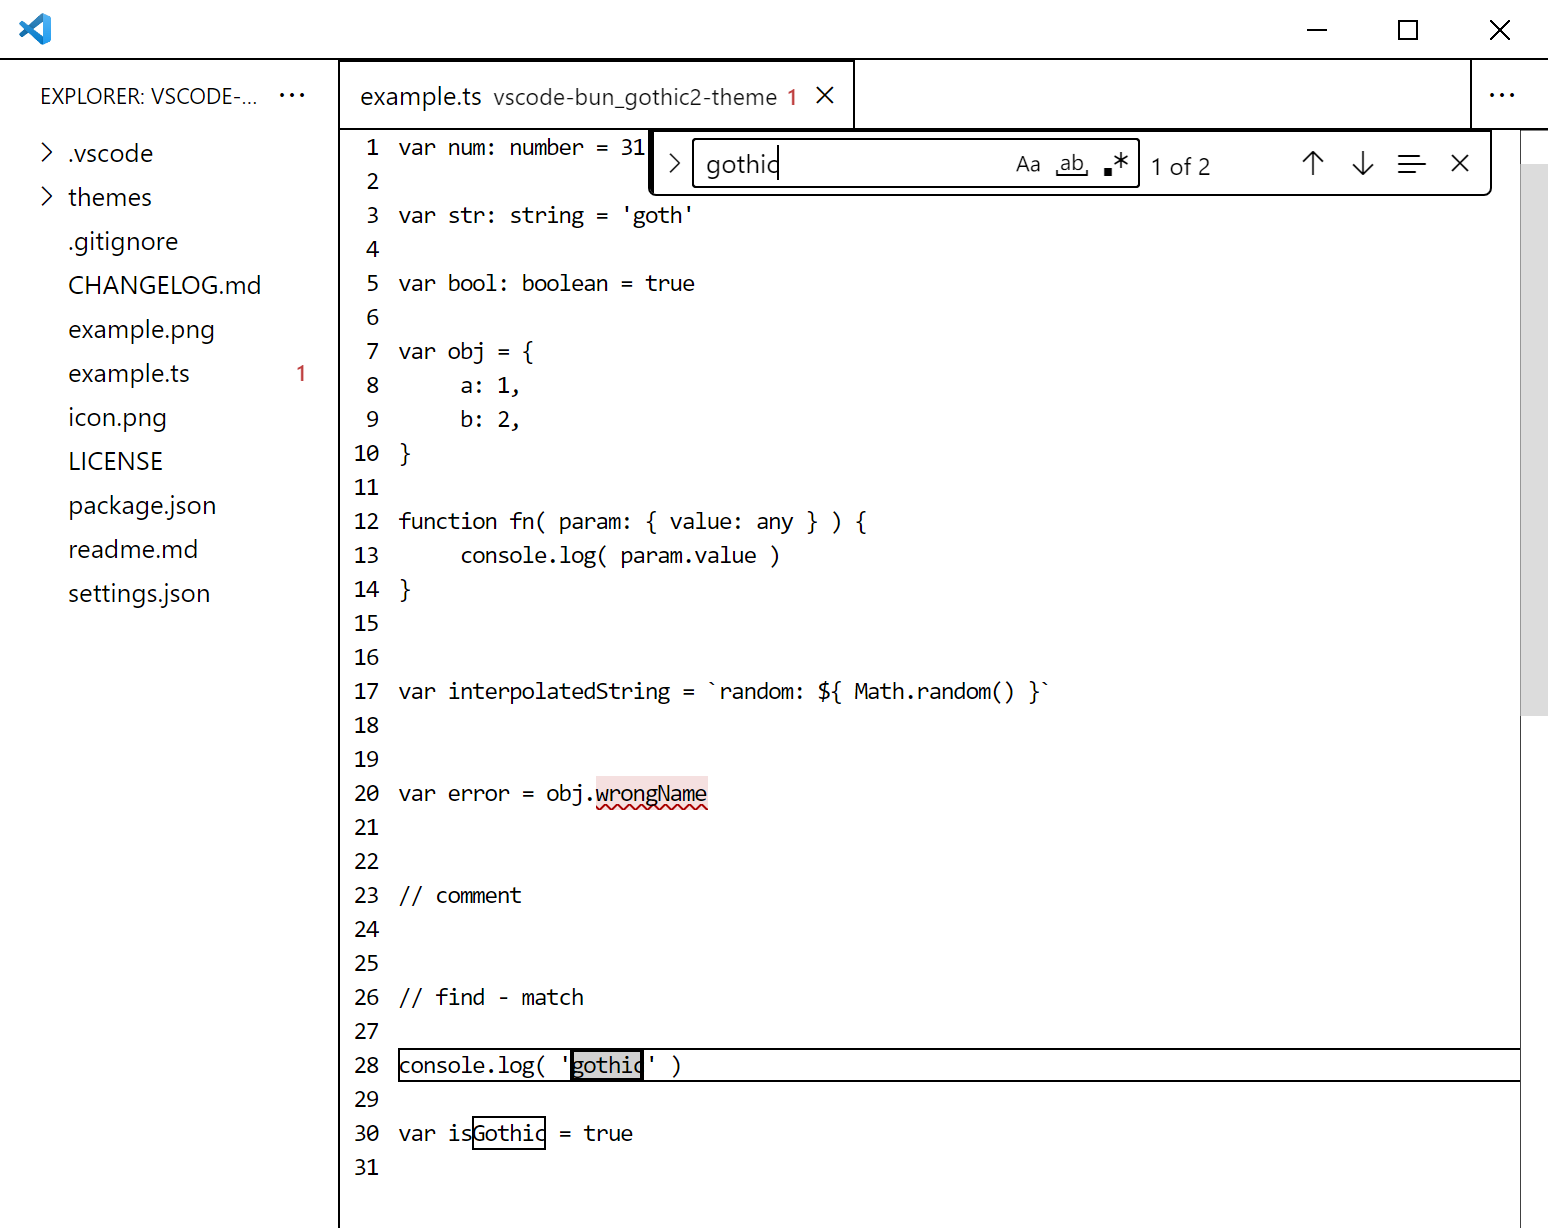 EXPLORER: VSCODE-...
.vscode
themes
.gitignore
CHANGELOG.md
example.png
example.ts 1
icon.png
LICENSE
package.json
readme.md
settings.json
example.ts vscode-bun_gothic2-theme 1
gothic Aa ab .* 1 of 2
1 var num: number = 31
2
3 var str: string = 'goth'
4
5 var bool: boolean = true
6
7 var obj = {
8 a: 1,
9 b: 2,
10 }
11
12 function fn( param: { value: any } ) {
13 console.log( param.value )
14 }
15
16
17 var interpolatedString = `random: ${ Math.random() }`
18
19
20 var error = obj.wrongName
21
22
23 // comment
24
25
26 // find - match
27
28 console.log( 'gothic' )
29
30 var isGothic = true
31